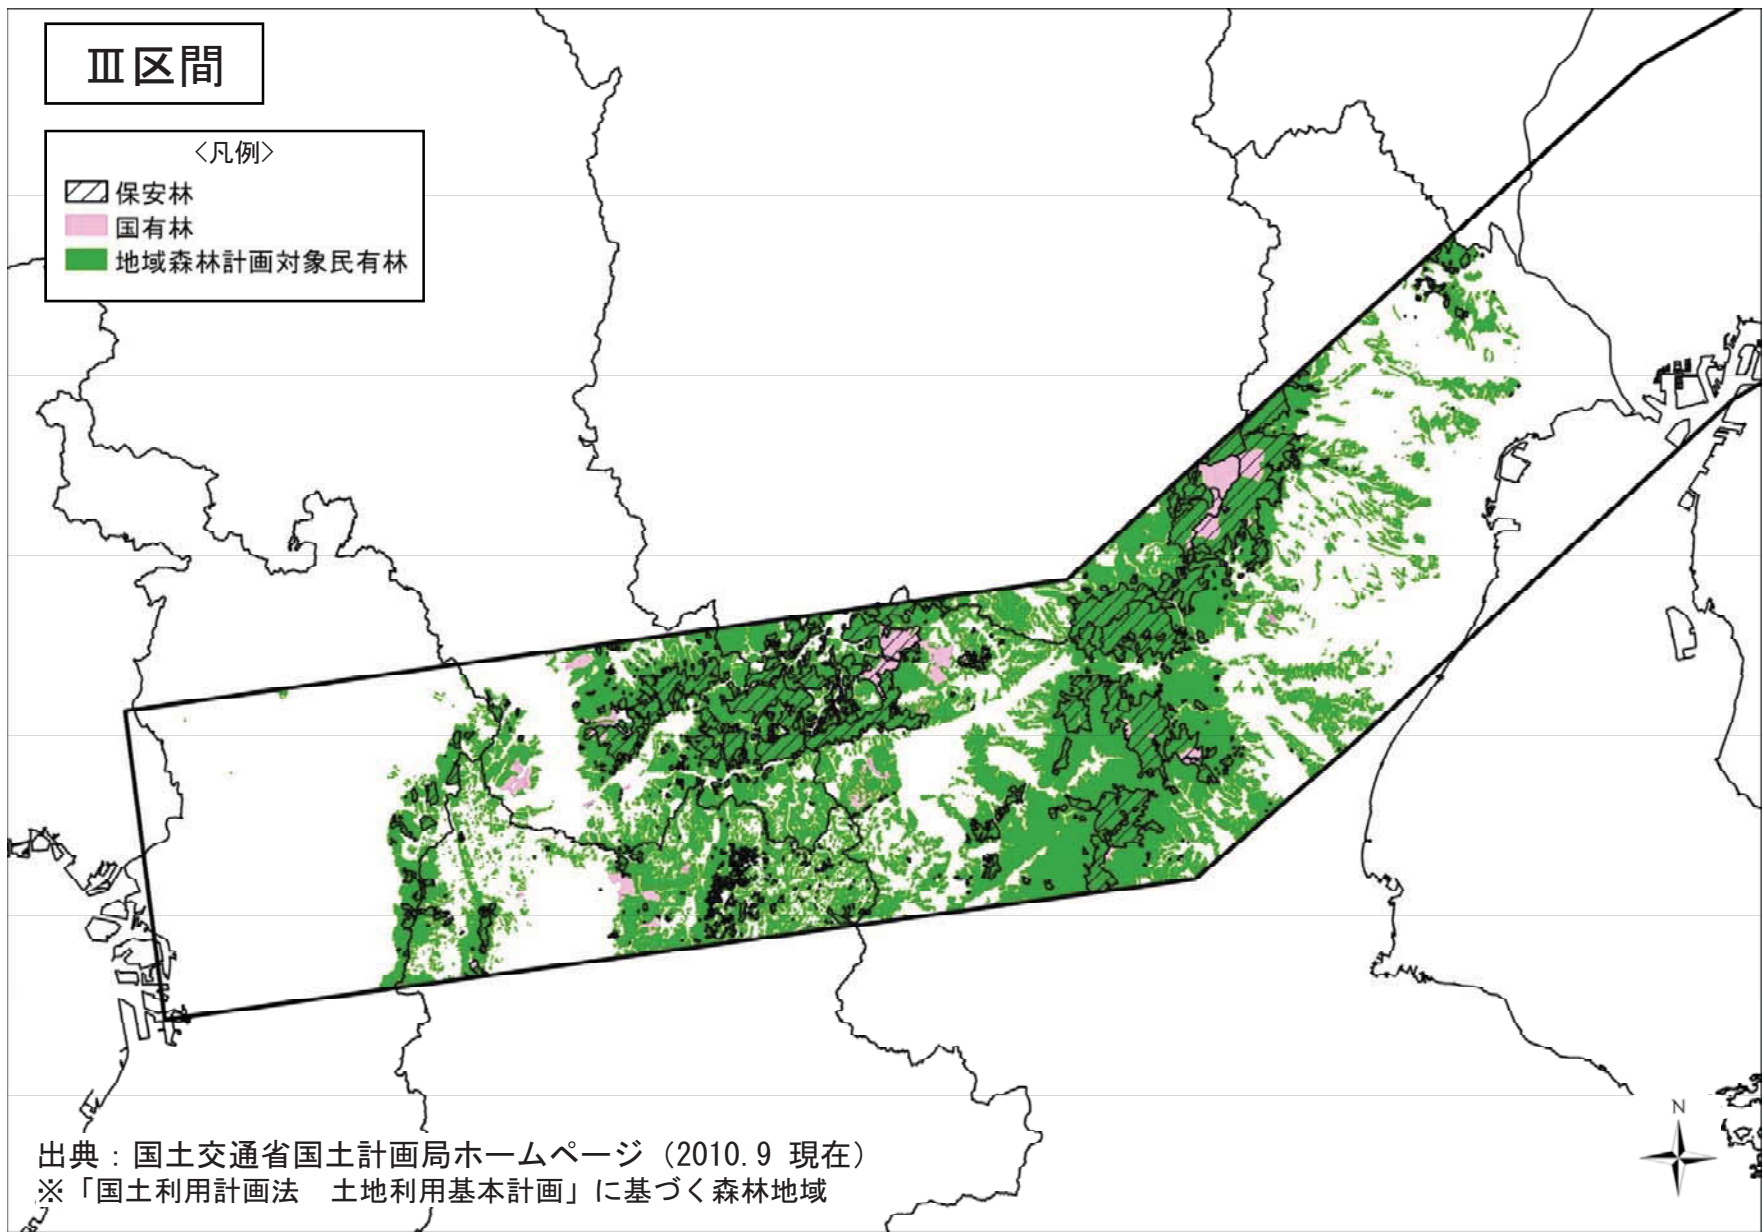 Ⅲ区間
<凡例>
保安林
国有林
地域森林計画対象民有林
N
出典：国土交通省国土計画局ホームページ（2010.9 現在）
※「国土利用計画法　土地利用基本計画」に基づく森林地域